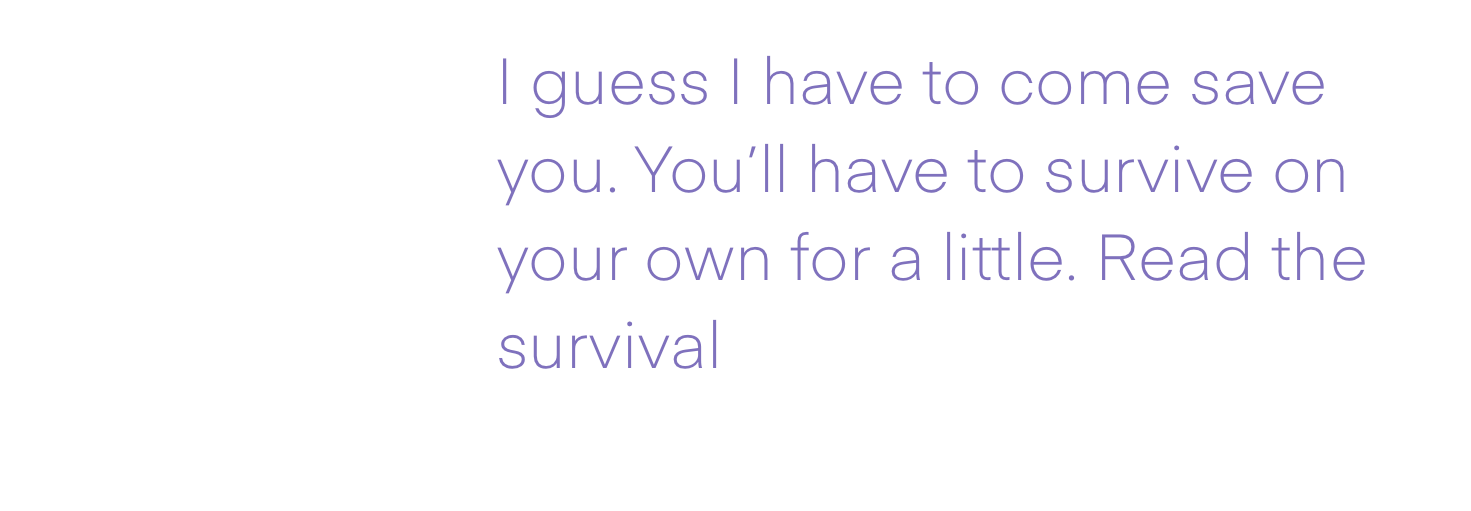 I guess I have to come save
you. You’ll have to survive on
your own for a little. Read the
survival